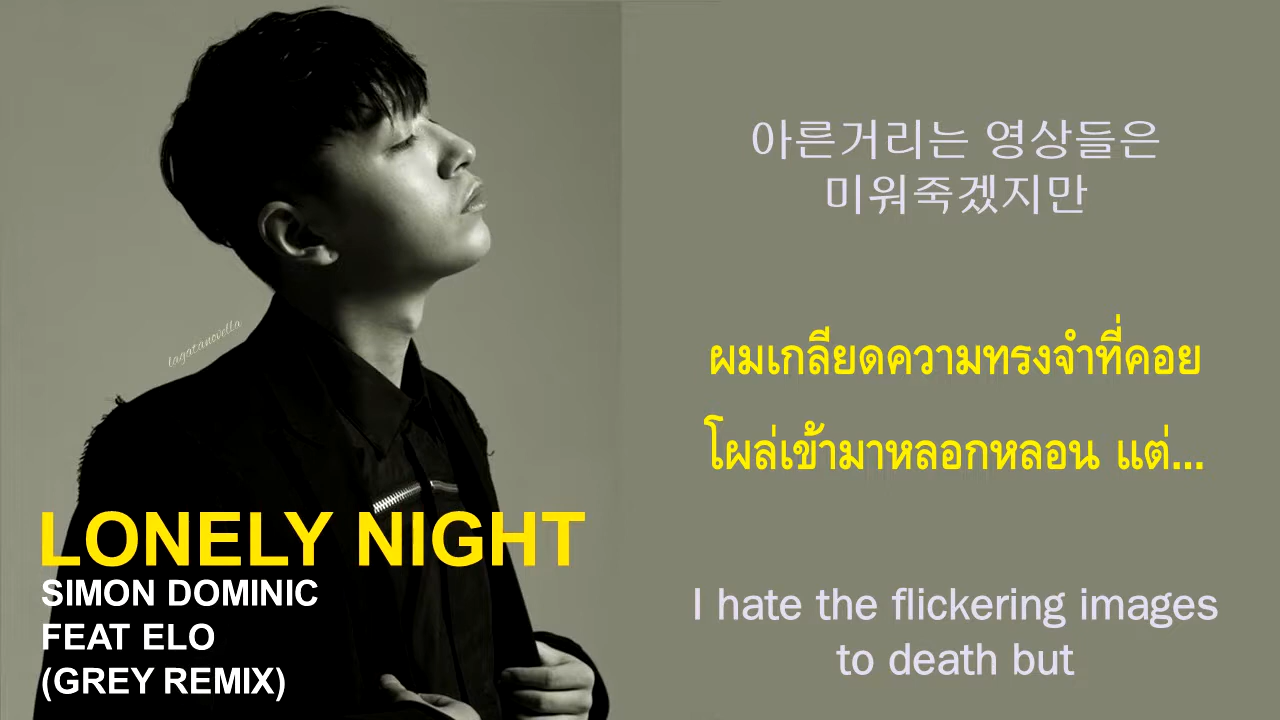 lagatanovella
LONELY NIGHT
SIMON DOMINIC
FEAT ELO
(GREY REMIX)
아른거리는 영상들은
미워죽겠지만
ผมเกลียดความทรงจำที่คอย
โผล่เข้ามาหลอกหลอน แต่...
I hate the flickering images
to death but